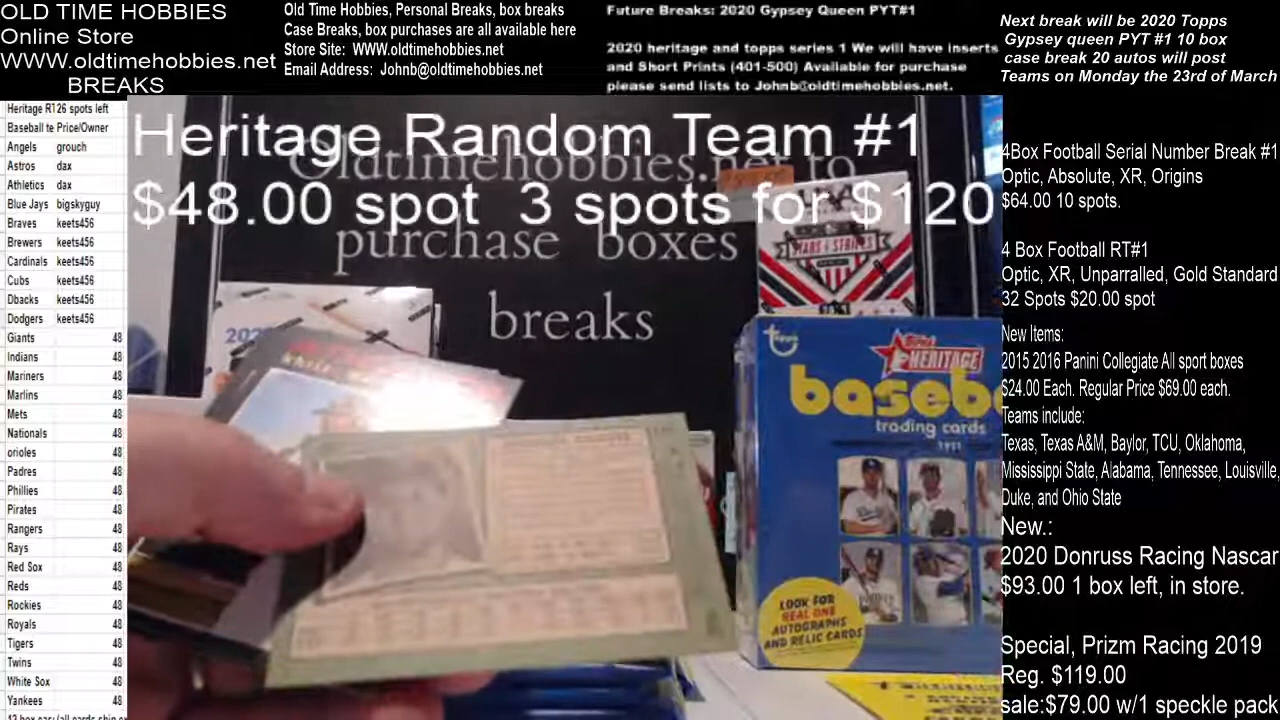 OLD TIME HOBBIES
Online Store
WWW.oldtimehobbies.net
BREAKS
Old Time Hobbies, Personal Breaks, box breaks
Case Breaks, box purchases are all available here
Store Site: WWW.oldtimehobbies.net
Email Address: Johnb@oldtimehobbies.net
Future Breaks: 2020 Gypsey Queen PYT#1
2020 heritage and topps series 1 We will have inserts
and Short Prints (401-500) Available for purchase
please send lists to Johnb@oldtimehobbies.net.
Next break will be 2020 Topps
Gypsey queen PYT #1 10 box
case break 20 autos will post
Teams on Monday the 23rd of March
Heritage R1 26 spots left
Baseball te Price/Owner
Angels grouch
Astros dax
Athletics dax
Blue Jays bigskyguy
Braves keets456
Brewers keets456
Cardinals keets456
Cubs keets456
Dbacks keets456
Dodgers keets456
Giants 48
Indians 48
Mariners 48
Marlins 48
Mets 48
Nationals 48
orioles 48
Padres 48
Phillies 48
Pirates 48
Rangers 48
Rays 48
Red Sox 48
Reds 48
Rockies 48
Royals 48
Tigers 48
Twins 48
White Sox 48
Yankees 48
Heritage Random Team #1
Oldtimehobbies.net to
$48.00 spot 3 spots for $120
purchase boxes
breaks
STARS & STRIPES
topps
TOPPS
HERITAGE
baseb
trading cards
1971
LOOK FOR
REAL ONE
AUTOGRAPHS
AND RELIC CARDS
4Box Football Serial Number Break #1
Optic, Absolute, XR, Origins
$64.00 10 spots.
4 Box Football RT#1
Optic, XR, Unparralled, Gold Standard
32 Spots $20.00 spot
New Items:
2015 2016 Panini Collegiate All sport boxes
$24.00 Each. Regular Price $69.00 each.
Teams include:
Texas, Texas A&M, Baylor, TCU, Oklahoma,
Mississippi State, Alabama, Tennessee, Louisville,
Duke, and Ohio State
New.:
2020 Donruss Racing Nascar
$93.00 1 box left, in store.
Special, Prizm Racing 2019
Reg. $119.00
sale:$79.00 w/1 speckle pack